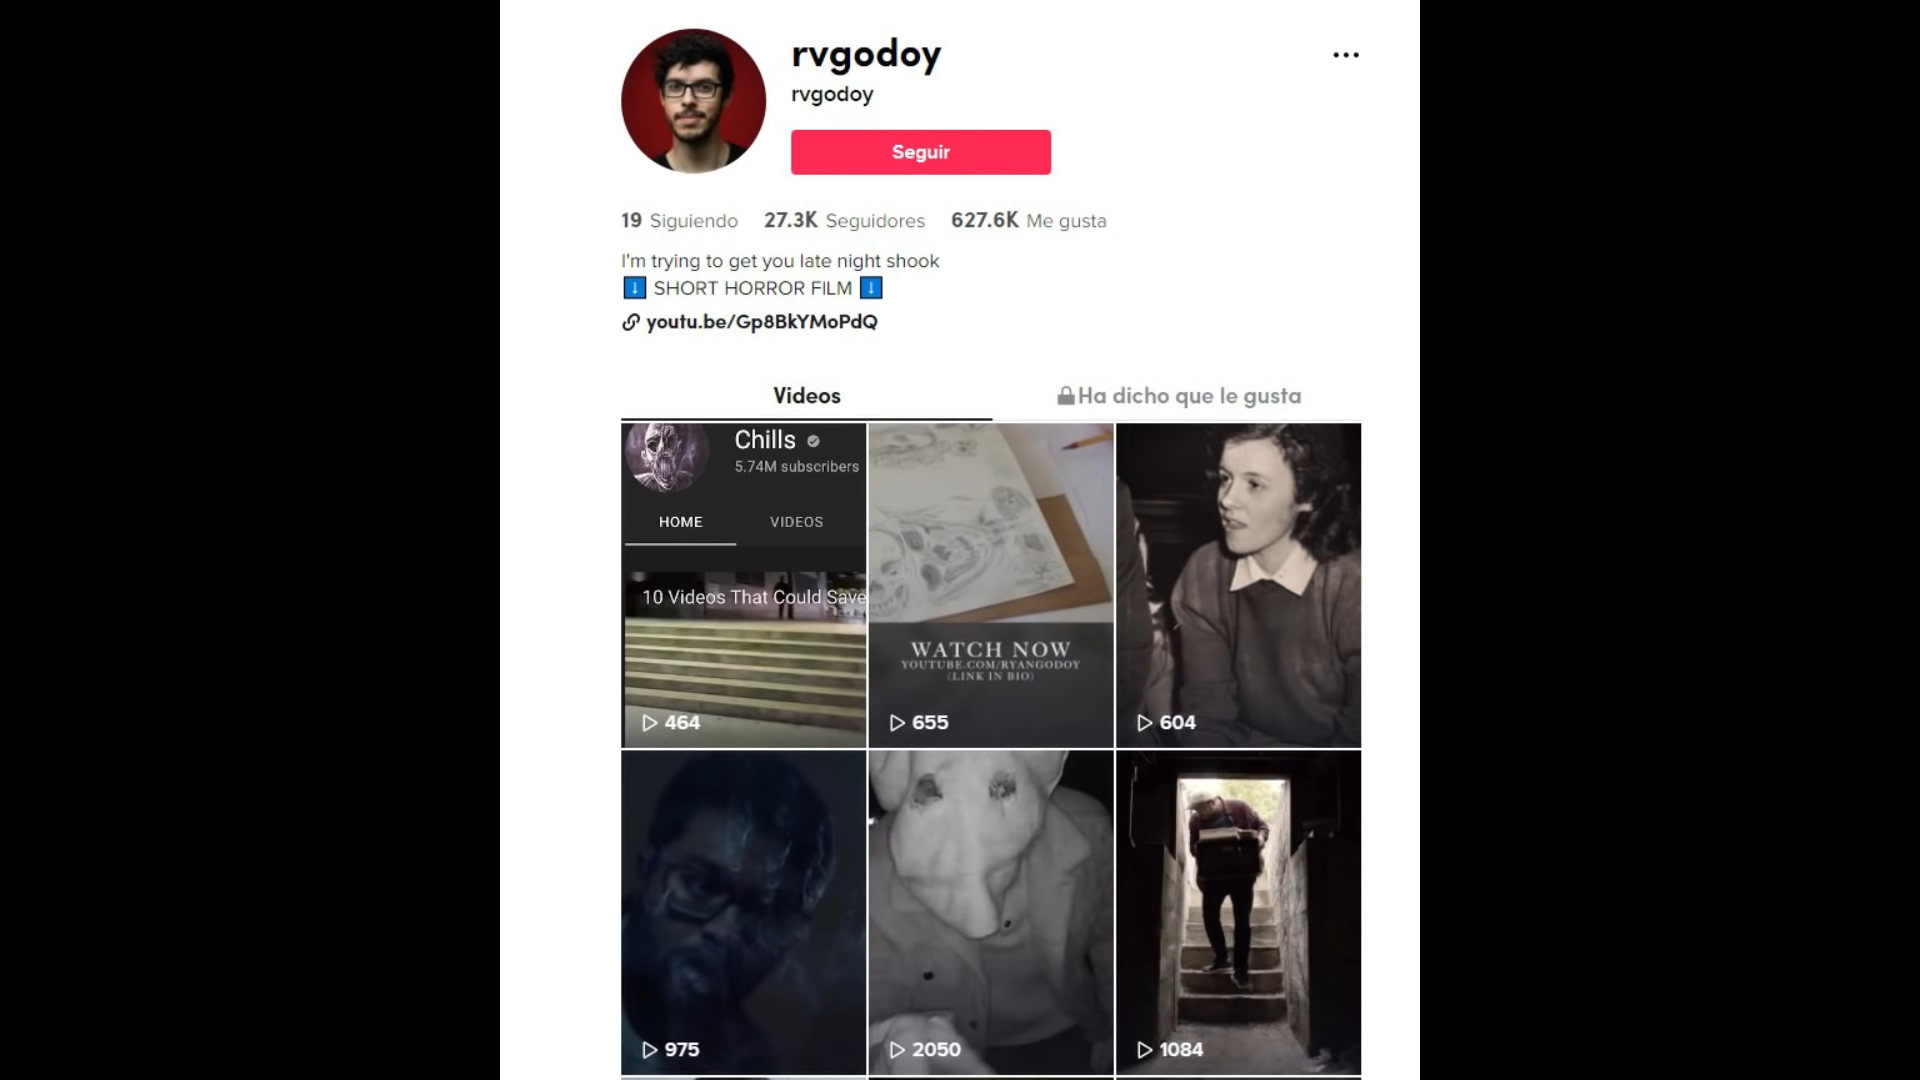 rvgodoy
rvgodoy
Seguir
19 Siguiendo 27.3K Seguidores 627.6K Me gusta
I'm trying to get you late night shook
⬇ SHORT HORROR FILM ⬇
youtu.be/Gp8BkYMoPdQ
Videos Ha dicho que le gusta
Chills
5.74M subscribers
HOME VIDEOS
10 Videos That Could Save
464
WATCH NOW
YOUTUBE.COM/RYANGODOY
(LINK IN BIO)
655
604
975
2050
1084